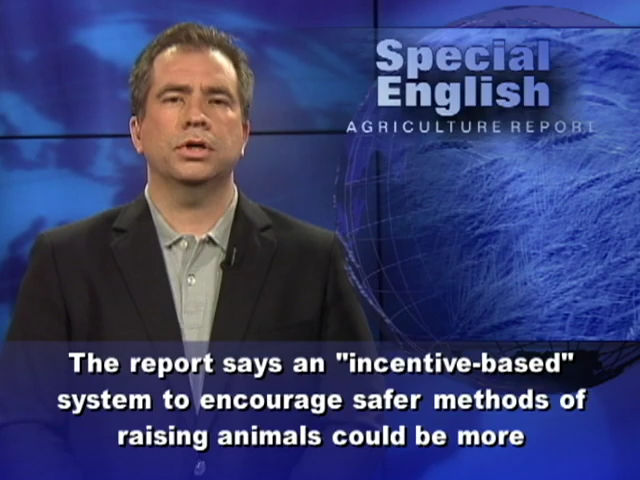 Special
English
AGRICULTURE REPORT
The report says an "incentive-based"
system to encourage safer methods of
raising animals could be more